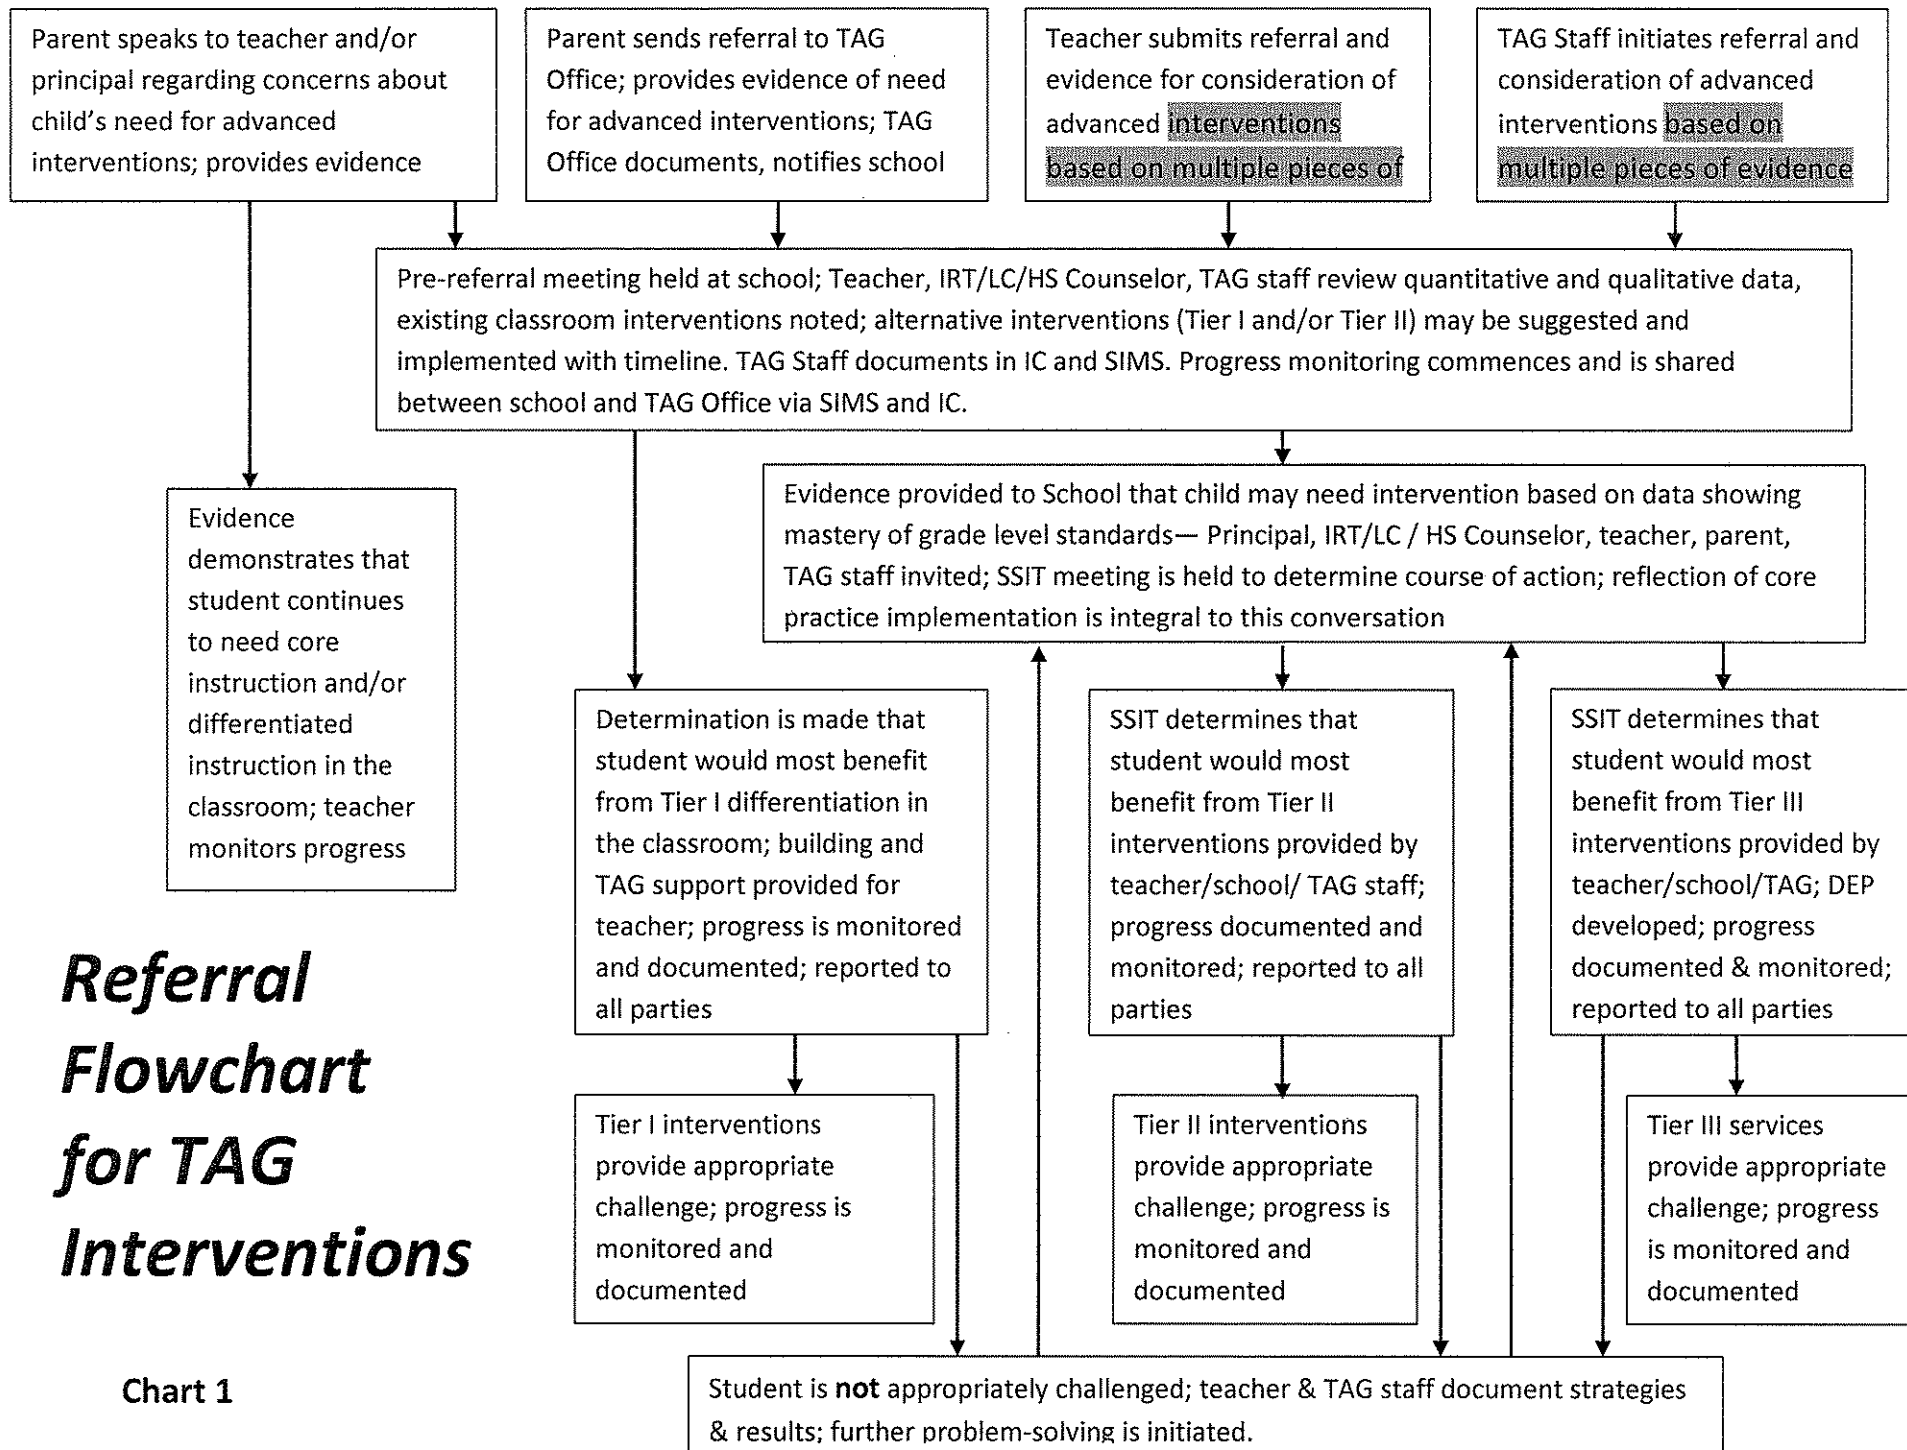 Parent speaks to teacher and/or
principal regarding concerns about
child's need for advanced
interventions; provides evidence
Parent sends referral to TAG
Office; provides evidence of need
for advanced interventions; TAG
Office documents, notifies school
Teacher submits referral and
evidence for consideration of
advanced interventions
based on multiple pieces of
TAG Staff initiates referral and
consideration of advanced
interventions based on
multiple pieces of evidence
Pre-referral meeting held at school; Teacher, IRT/LC/HS Counselor, TAG staff review quantitative and qualitative data,
existing classroom interventions noted; alternative interventions (Tier I and/or Tier II) may be suggested and
implemented with timeline. TAG Staff documents in IC and SIMS. Progress monitoring commences and is shared
between school and TAG Office via SIMS and IC.
Evidence provided to School that child may need intervention based on data showing
mastery of grade level standards— Principal, IRT/LC / HS Counselor, teacher, parent,
TAG staff invited; SSIT meeting is held to determine course of action; reflection of core
practice implementation is integral to this conversation
Evidence
demonstrates that
student continues
to need core
instruction and/or
differentiated
instruction in the
classroom; teacher
monitors progress
Determination is made that
student would most benefit
from Tier I differentiation in
the classroom; building and
TAG support provided for
teacher; progress is monitored
and documented; reported to
all parties
SSIT determines that
student would most
benefit from Tier II
interventions provided by
teacher/school/ TAG staff;
progress documented and
monitored; reported to all
parties
SSIT determines that
student would most
benefit from Tier III
interventions provided by
teacher/school/TAG; DEP
developed; progress
documented & monitored;
reported to all parties
Referral
Flowchart
for TAG
Interventions
Tier I interventions
provide appropriate
challenge; progress is
monitored and
documented
Tier II interventions
provide appropriate
challenge; progress is
monitored and
documented
Tier III services
provide appropriate
challenge; progress
is monitored and
documented
Chart 1
Student is not appropriately challenged; teacher & TAG staff document strategies
& results; further problem-solving is initiated.